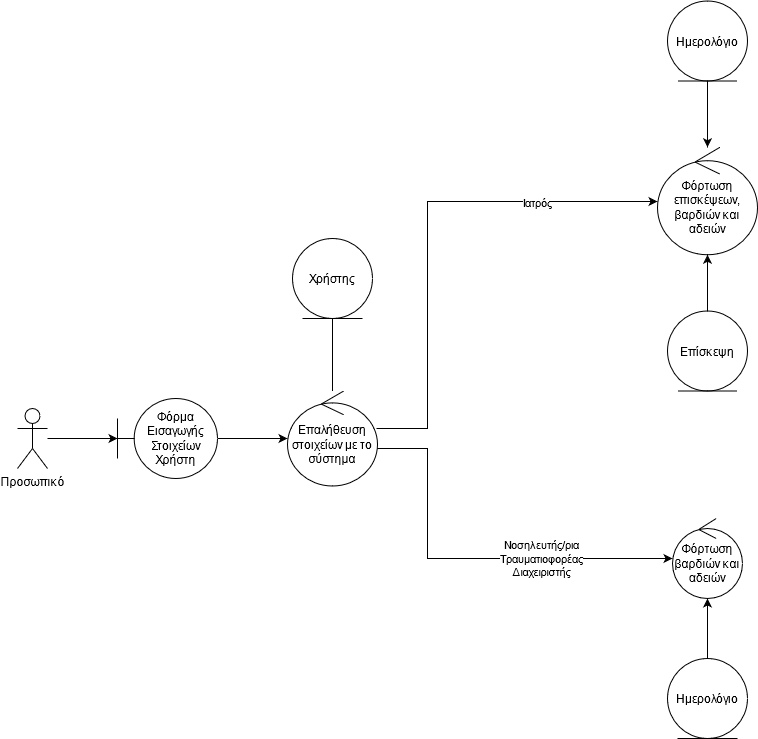 Ημερολόγιο
Φόρτωση
επισκέψεων,
βαρδιών και
αδειών
Ιατρός
Χρήστης
Επίσκεψη
Φόρμα
Εισαγωγής
Στοιχείων
Χρήστη
Επαλήθευση
στοιχείων με το
σύστημα
Προσωπικό
Νοσηλευτής/ρια
Τραυματιοφορέας
Διαχειριστής
Φόρτωση
βαρδιών και
αδειών
Ημερολόγιο